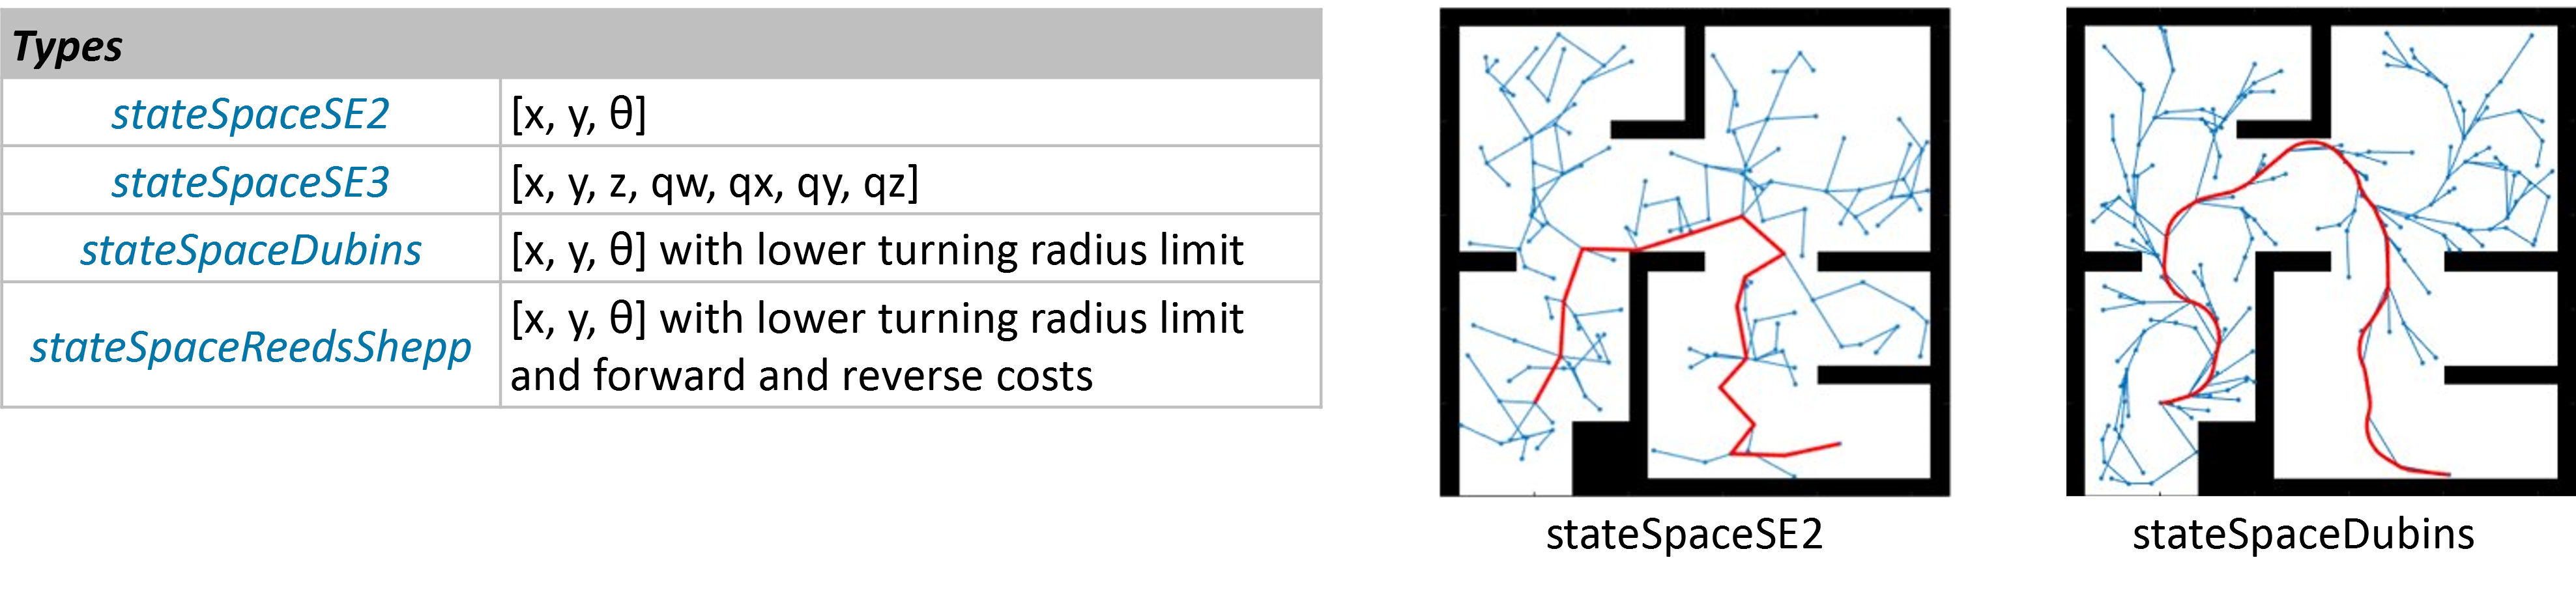 Types
stateSpaceSE2 [x, y, θ]
stateSpaceSE3 [x, y, z, qw, qx, qy, qz]
stateSpaceDubins [x, y, θ] with lower turning radius limit
stateSpaceReedsShepp [x, y, θ] with lower turning radius limit
and forward and reverse costs
stateSpaceSE2
stateSpaceDubins